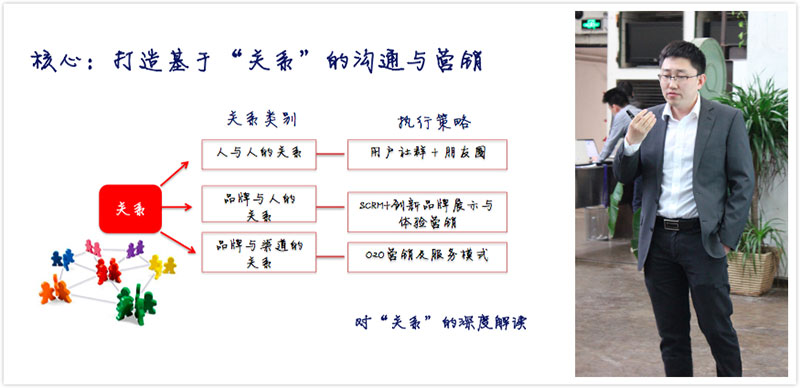 核心：打造基于“关系”的沟通与营销
关系类别
执行策略
人与人的关系
用户社群+朋友圈
关系
品牌与人的
关系
SCRM+创新品牌展示与
体验营销
品牌与渠道的
关系
O2O营销及服务模式
对“关系”的深度解读